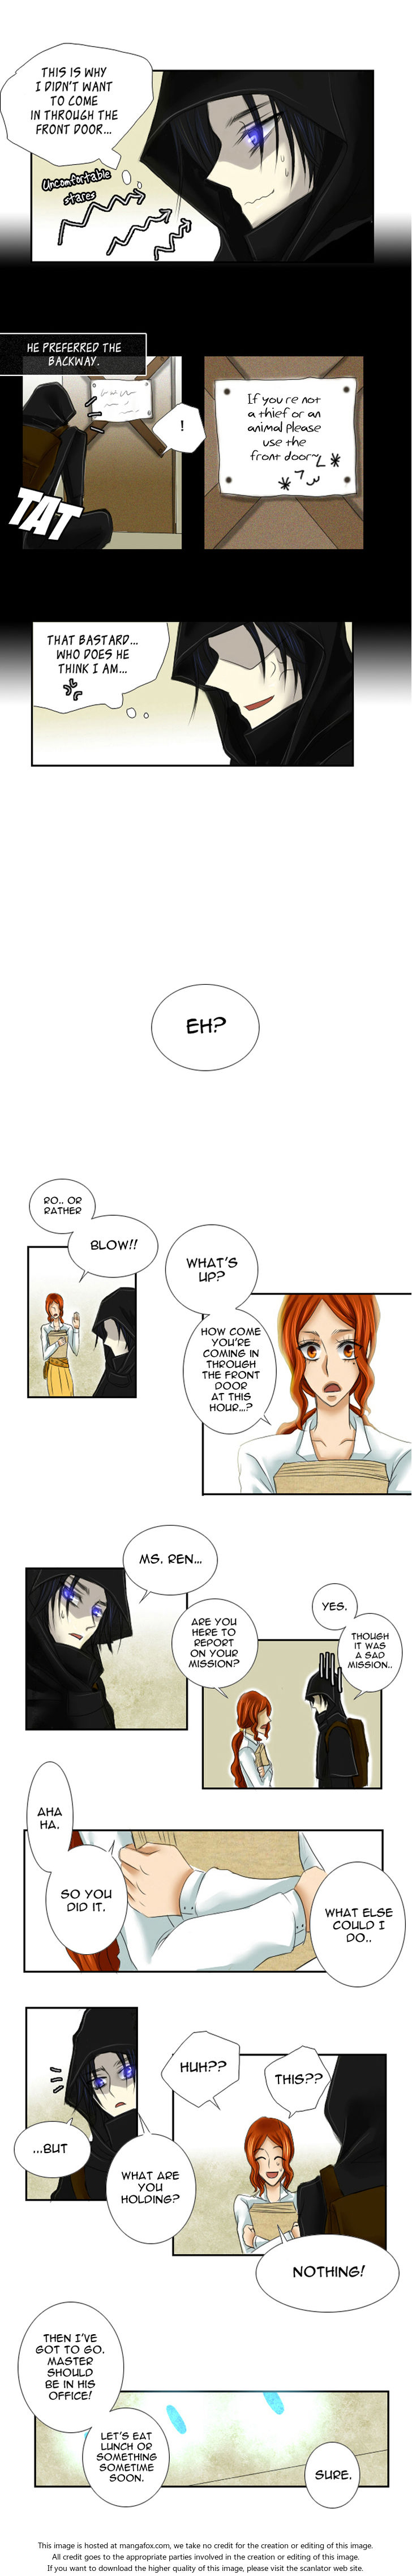 THIS IS WHY
I DIDN'T WANT
TO COME
IN THROUGH THE
FRONT DOOR...
Uncomfortable
stares
HE PREFERRED THE
BACKWAY.
!
If you re not
a thief or an
animal please
use the
front door~
TAT
THAT BASTARD...
WHO DOES HE
THINK I AM...
EH?
RO.. OR
RATHER
BLOW!!
WHAT'S
UP?
HOW COME
YOU'RE
COMING IN
THROUGH
THE FRONT
DOOR
AT THIS
HOUR...?
MS. REN...
ARE YOU
HERE TO
REPORT
ON YOUR
MISSION?
YES.
THOUGH
IT WAS
A SAD
MISSION..
AHA
HA.
SO YOU
DID IT.
WHAT ELSE
COULD I
DO..
...BUT
WHAT ARE
YOU
HOLDING?
HUH??
THIS??
NOTHING!
THEN I'VE
GOT TO GO.
MASTER
SHOULD
BE IN HIS
OFFICE!
LET'S EAT
LUNCH OR
SOMETHING
SOMETIME
SOON.
SURE.
This image is hosted at mangafox.com, we take no credit for the creation or editing of this image.
All credit goes to the appropriate parties involved in the creation or editing of this image.
If you want to download the higher quality of this image, please visit the scanlator web site.